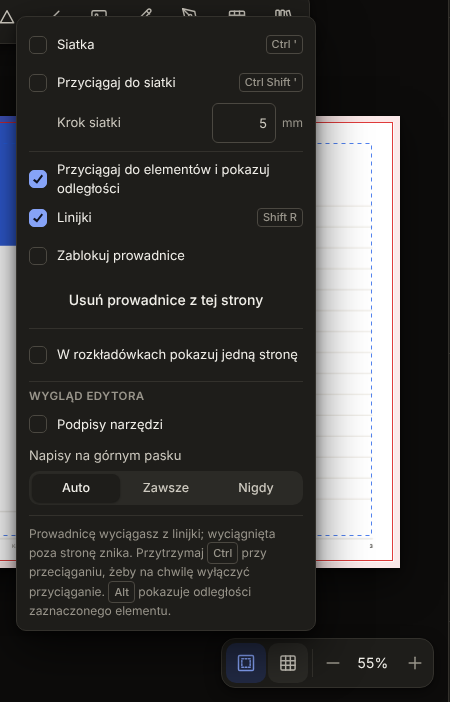 Siatka
Ctrl '
Przyciągaj do siatki
Ctrl Shift '
Krok siatki
5 mm
Przyciągaj do elementów i pokazuj
odległości
Linijki
Shift R
Zablokuj prowadnice
Usuń prowadnice z tej strony
W rozkładówkach pokazuj jedną stronę
WYGLĄD EDYTORA
Podpisy narzędzi
Napisy na górnym pasku
Auto
Zawsze
Nigdy
Prowadnicę wyciągasz z linijki; wyciągnięta
poza stronę znika. Przytrzymaj Ctrl przy
przeciąganiu, żeby na chwilę wyłączyć
przyciąganie. Alt pokazuje odległości
zaznaczonego elementu.
55%